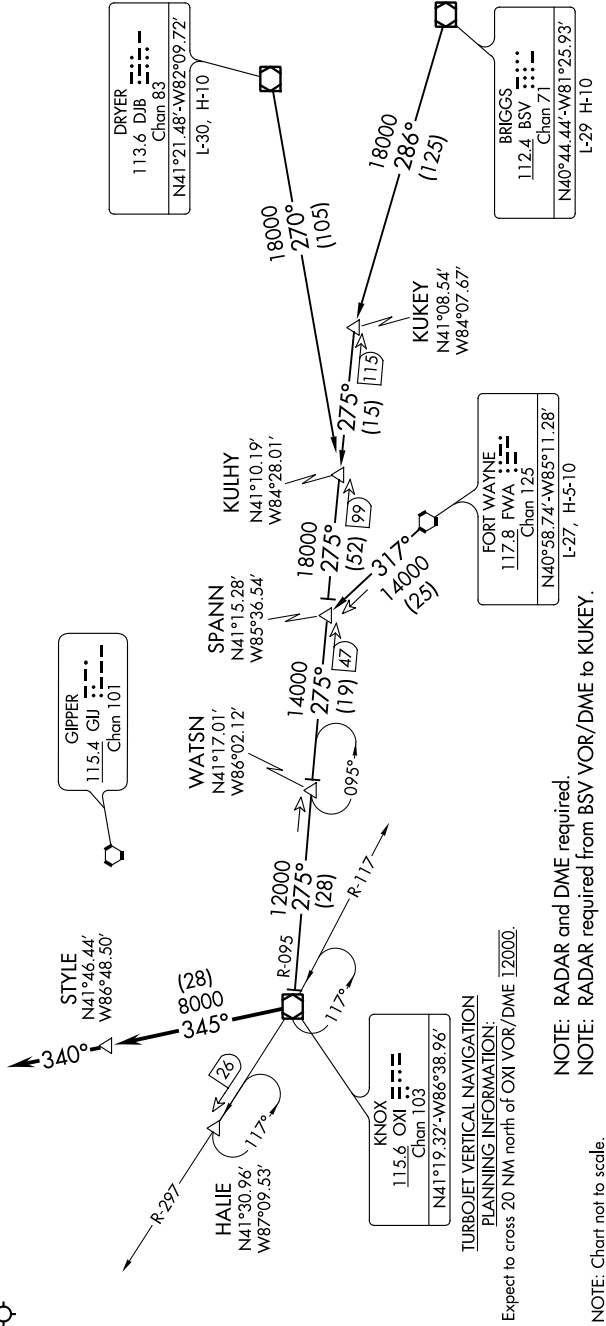 DRYER
113.6 DJB
Chan 83
N41°21.48'-W82°09.72'
L-30, H-10
BRIGGS
112.4 BSV
Chan 71
N40°44.44'-W81°25.93'
L-29 H-10
18000
270°
(105)
18000
286°
(125)
KUKEY
N41°08.54'
W84°07.67'
115
275°
(15)
KULHY
N41°10.19'
W84°28.01'
99
18000
275°
(52)
FORT WAYNE
117.8 FWA
Chan 125
N40°58.74'-W85°11.28'
L-27, H-5-10
317°
14000
(25)
SPANN
N41°15.28'
W85°36.54'
47
14000
275°
(19)
GIPPER
115.4 GIJ
Chan 101
WATSN
N41°17.01'
W86°02.12'
095°
12000
275°
(28)
R-095
R-117
117°
STYLE
N41°46.44'
W86°48.50'
(28)
8000
345°
340°
KNOX
115.6 OXI
Chan 103
N41°19.32'-W86°38.96'
26
117°
HALIE
N41°30.96'
W87°09.53'
R-297
TURBOJET VERTICAL NAVIGATION
PLANNING INFORMATION:
Expect to cross 20 NM north of OXI VOR/DME 12000.
NOTE: RADAR and DME required.
NOTE: RADAR required from BSV VOR/DME to KUKEY.
NOTE: Chart not to scale.